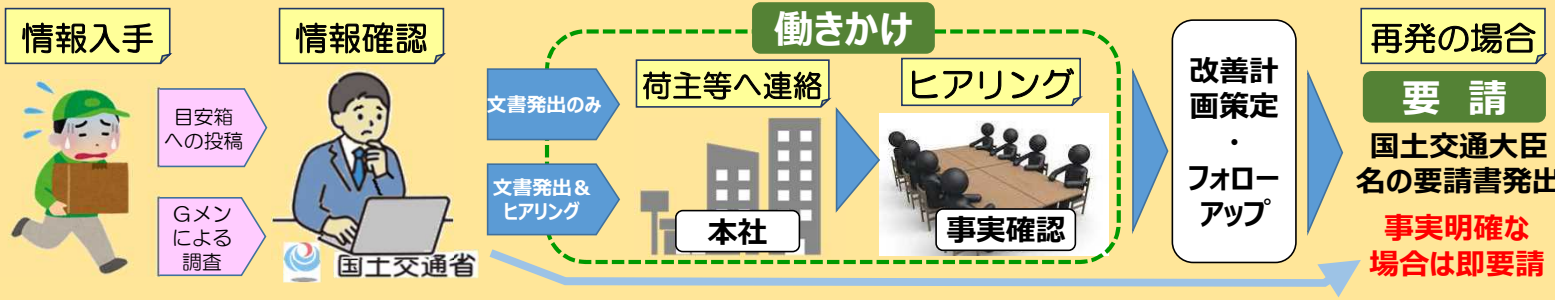 情報入手
目安箱
への投稿
Gメン
による
調査
情報確認
国土交通省
働きかけ
文書発出のみ
文書発出&
ヒアリング
荷主等へ連絡
本社
ヒアリング
事実確認
改善計
画策定
・
フォロー
アップ
再発の場合
要 請
国土交通大臣
名の要請書発出
事実明確な
場合は即要請